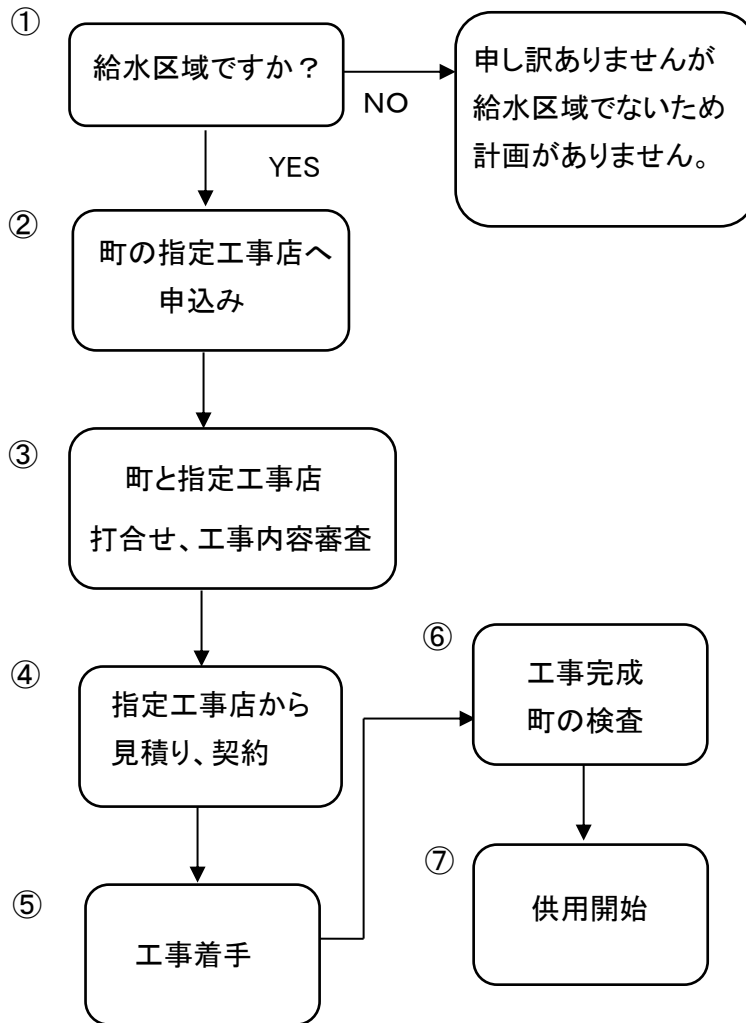 ①
給水区域ですか？
NO
申し訳ありませんが
給水区域でないため
計画がありません。
YES
②
町の指定工事店へ
申込み
③
町と指定工事店
打合せ、工事内容審査
④
指定工事店から
見積り、契約
⑤
工事着手
⑥
工事完成
町の検査
⑦
供用開始